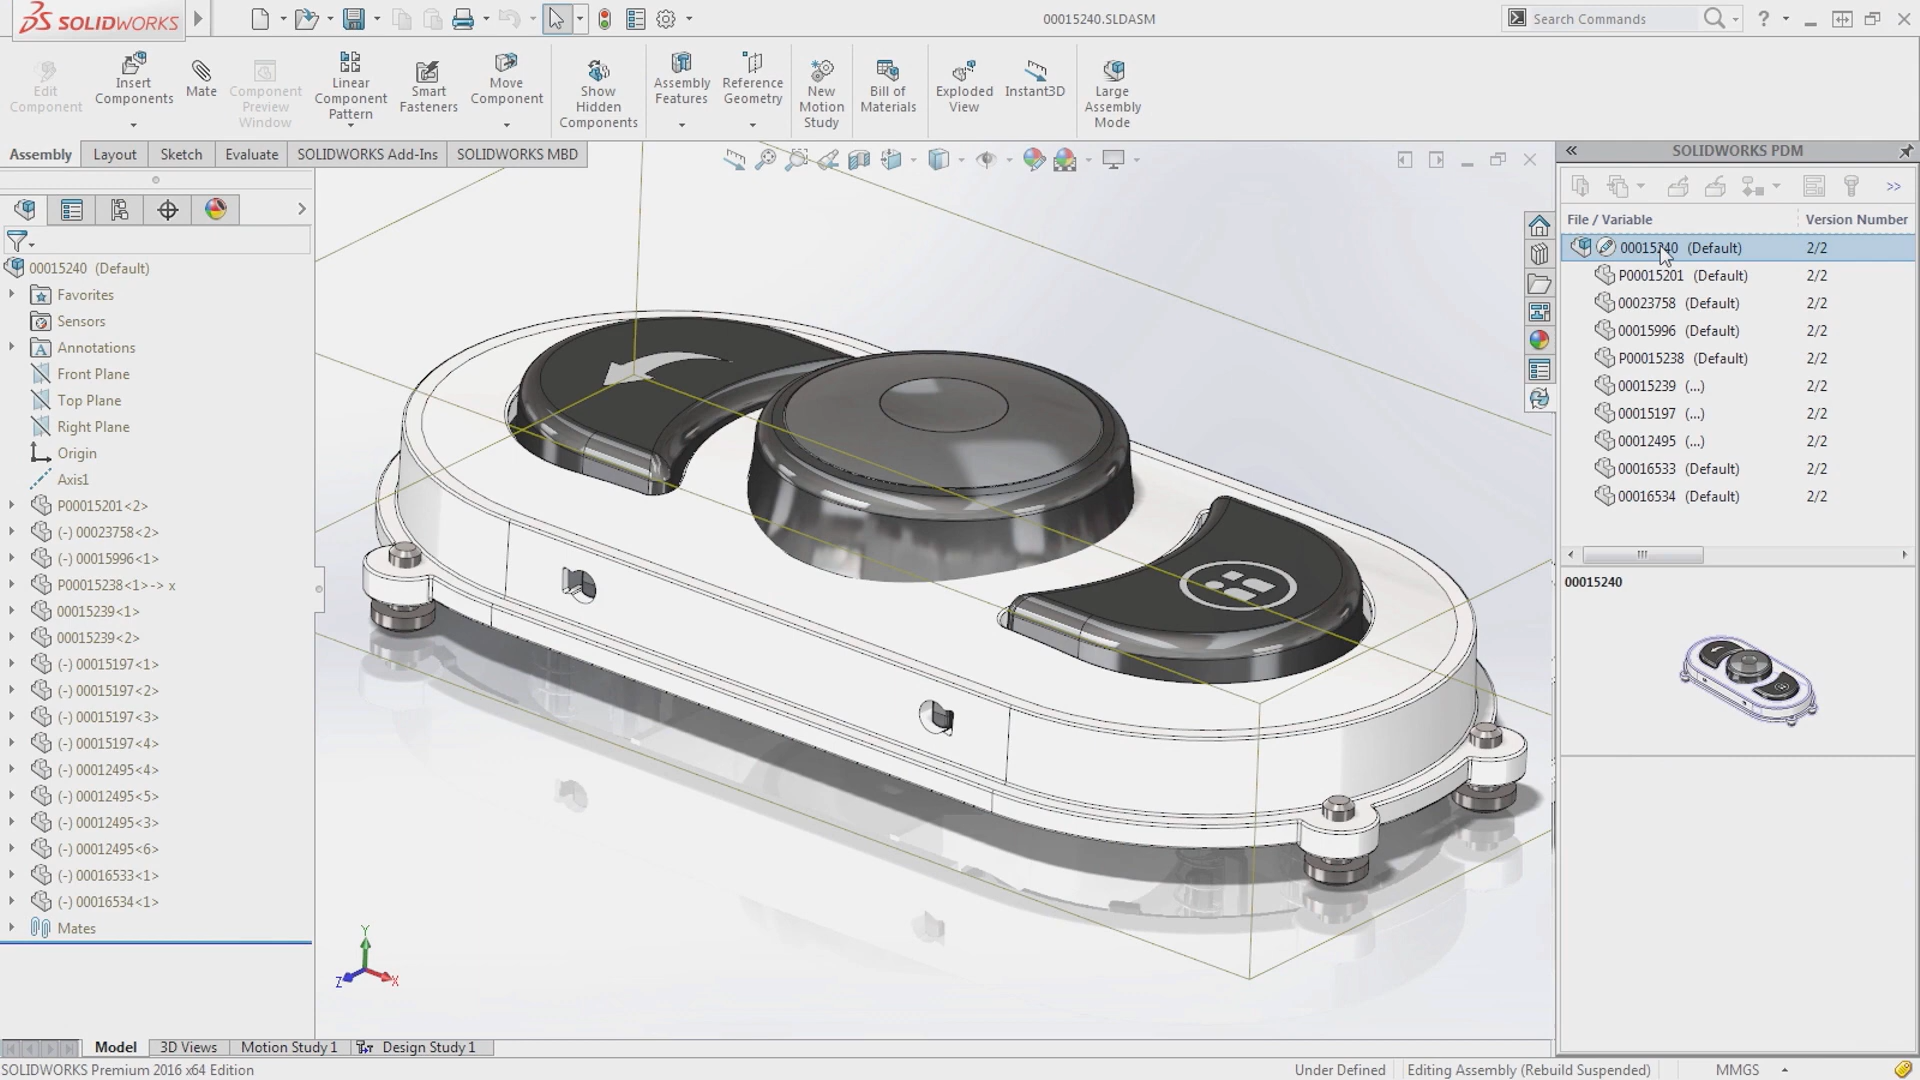 SOLIDWORKS
00015240.SLDASM
Search Commands
?
Edit Component
Insert Components
Mate
Component Preview Window
Linear Component Pattern
Smart Fasteners
Move Component
Show Hidden Components
Assembly Features
Reference Geometry
New Motion Study
Bill of Materials
Exploded View
Instant3D
Large Assembly Mode
Assembly
Layout
Sketch
Evaluate
SOLIDWORKS Add-Ins
SOLIDWORKS MBD
00015240 (Default)
Favorites
Sensors
Annotations
Front Plane
Top Plane
Right Plane
Origin
Axis1
P00015201<2>
(-) 00023758<2>
(-) 00015996<1>
P00015238<1>-> x
00015239<1>
00015239<2>
(-) 00015197<1>
(-) 00015197<2>
(-) 00015197<3>
(-) 00015197<4>
(-) 00012495<4>
(-) 00012495<5>
(-) 00012495<3>
(-) 00012495<6>
(-) 00016533<1>
(-) 00016534<1>
Mates
Y
Z
X
SOLIDWORKS PDM
File / Variable Version Number
00015240 (Default) 2/2
P00015201 (Default) 2/2
00023758 (Default) 2/2
00015996 (Default) 2/2
P00015238 (Default) 2/2
00015239 (...) 2/2
00015197 (...) 2/2
00012495 (...) 2/2
00016533 (Default) 2/2
00016534 (Default) 2/2
00015240
Model
3D Views
Motion Study 1
Design Study 1
SOLIDWORKS Premium 2016 x64 Edition
Under Defined
Editing Assembly (Rebuild Suspended)
MMGS